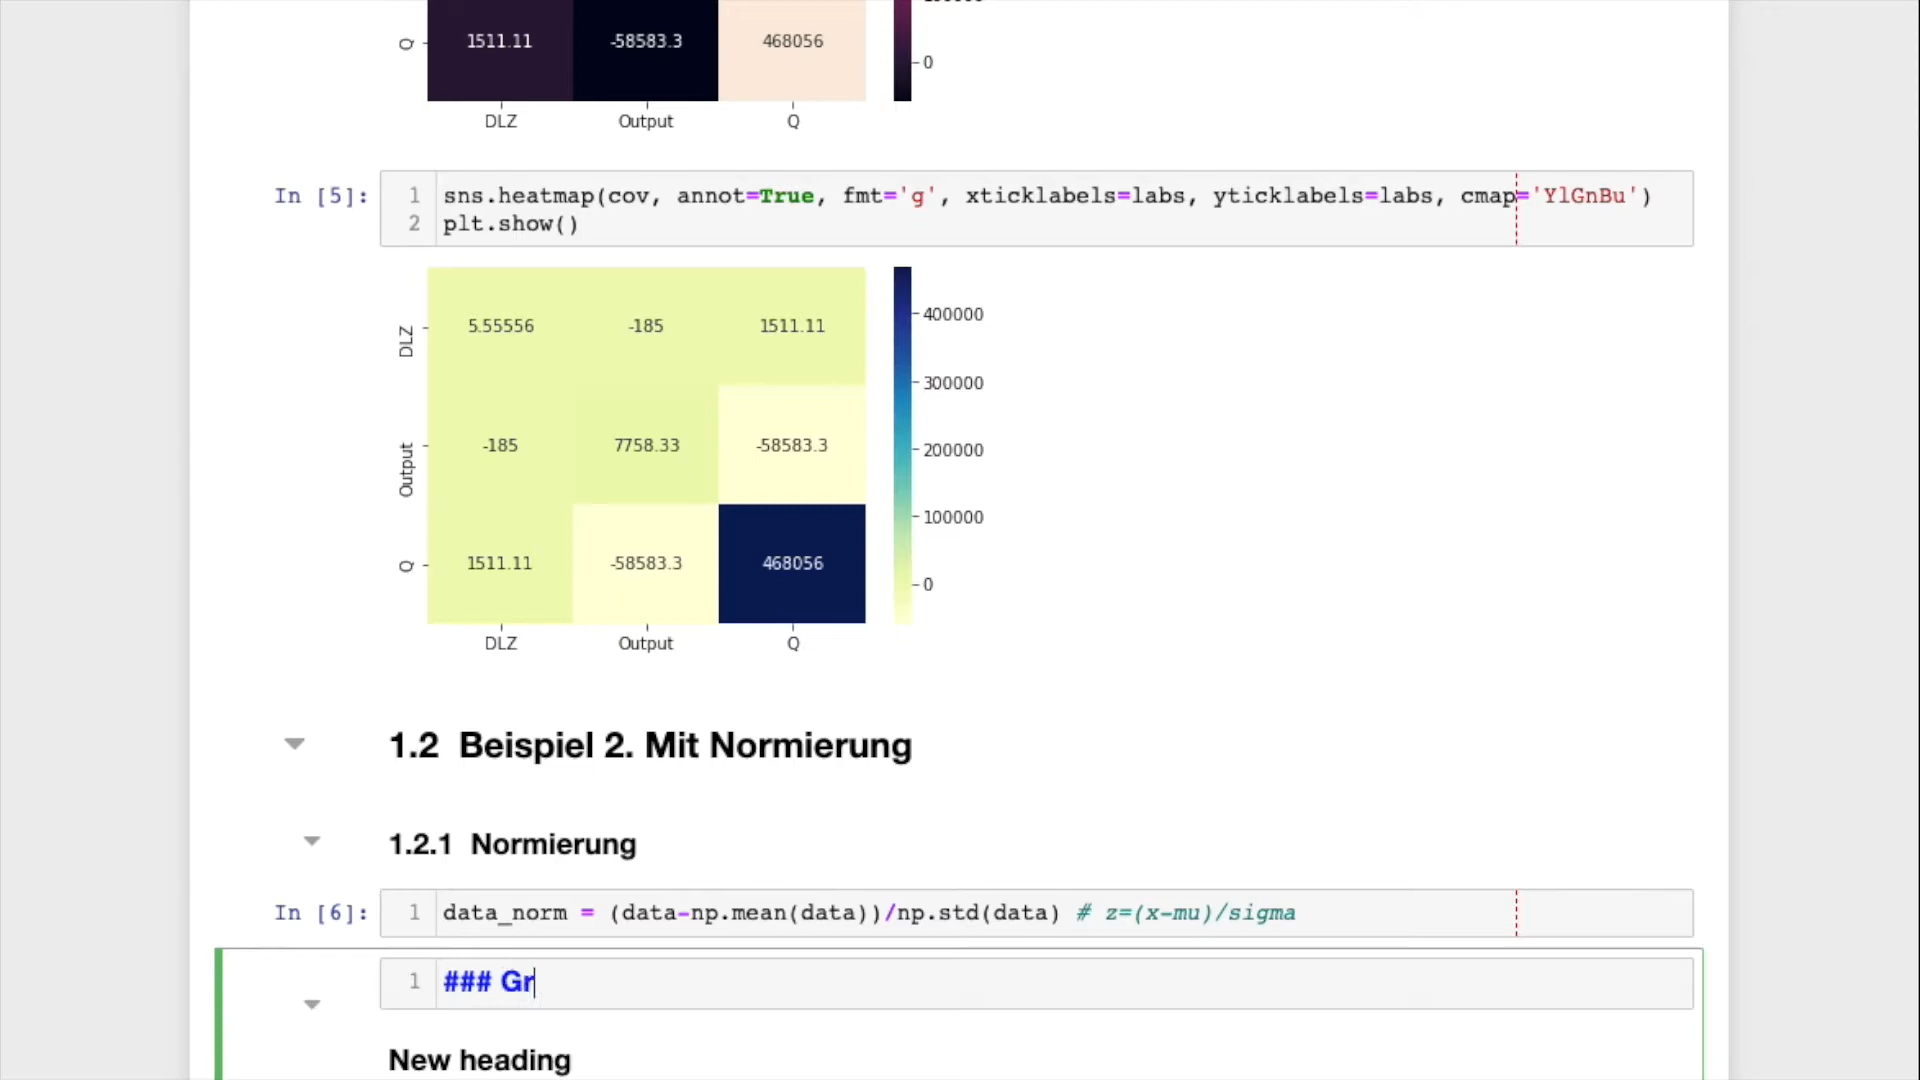 Q
1511.11 -58583.3 468056
0
DLZ Output Q
In [5]:
1 sns.heatmap(cov, annot=True, fmt='g', xticklabels=labs, yticklabels=labs, cmap='YlGnBu')
2 plt.show()
DLZ 5.55556 -185 1511.11
Output -185 7758.33 -58583.3
Q 1511.11 -58583.3 468056
DLZ Output Q
400000
300000
200000
100000
0
1.2 Beispiel 2. Mit Normierung
1.2.1 Normierung
In [6]:
1 data_norm = (data-np.mean(data))/np.std(data) # z=(x-mu)/sigma
1 ### Gr
New heading